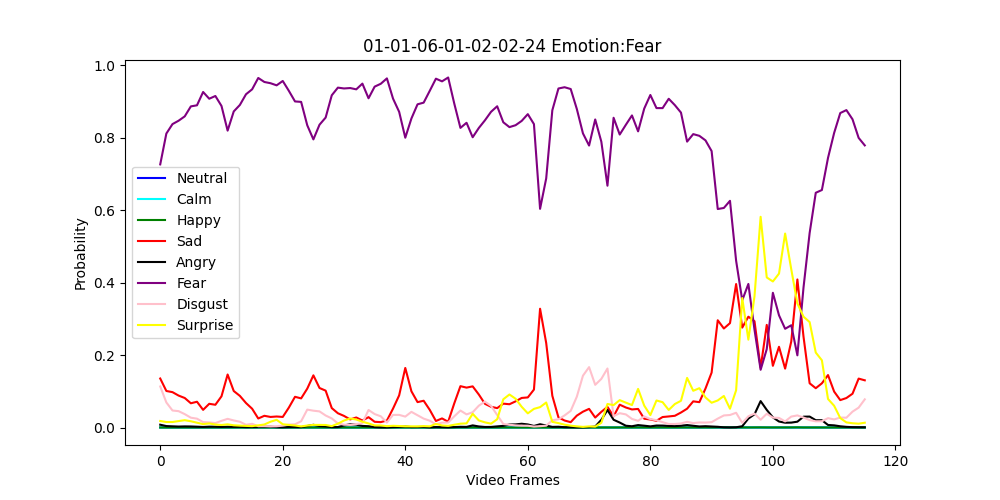 01-01-06-01-02-02-24 Emotion:Fear
1.0
0.8
0.6
0.4
0.2
0.0
Probability
Neutral
Calm
Happy
Sad
Angry
Fear
Disgust
Surprise
0 20 40 60 80 100 120
Video Frames